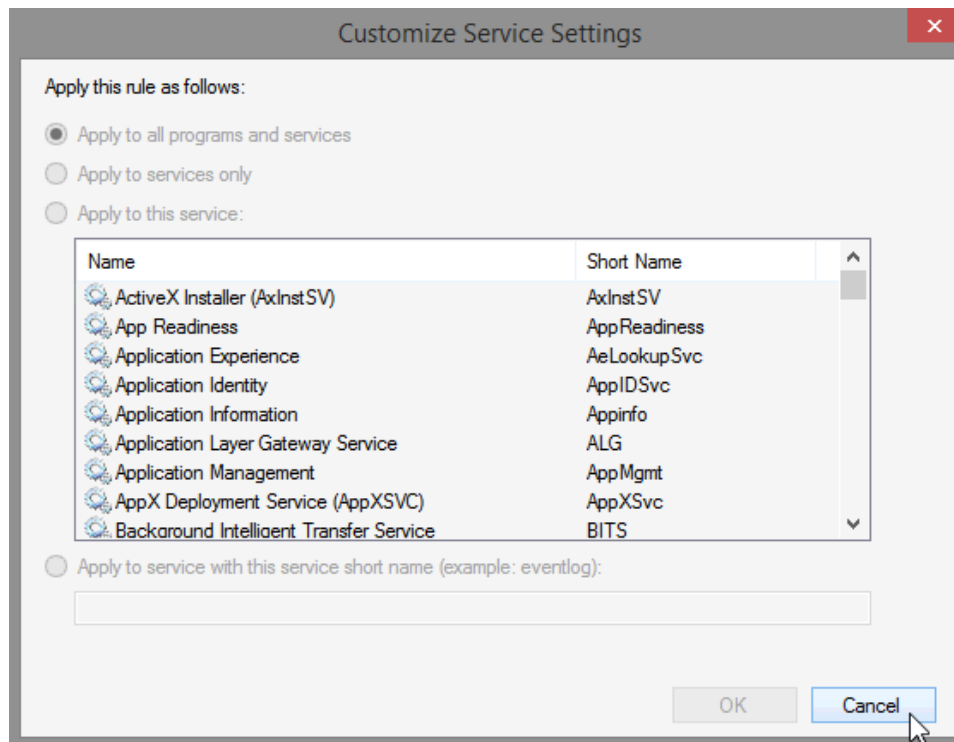 Customize Service Settings
Apply this rule as follows:
Apply to all programs and services
Apply to services only
Apply to this service:
Name Short Name
ActiveX Installer (AxInstSV) AxInstSV
App Readiness AppReadiness
Application Experience AeLookupSvc
Application Identity AppIDSvc
Application Information Appinfo
Application Layer Gateway Service ALG
Application Management AppMgmt
AppX Deployment Service (AppXSVC) AppXSvc
Background Intelligent Transfer Service BITS
Apply to service with this service short name (example: eventlog):
OK Cancel